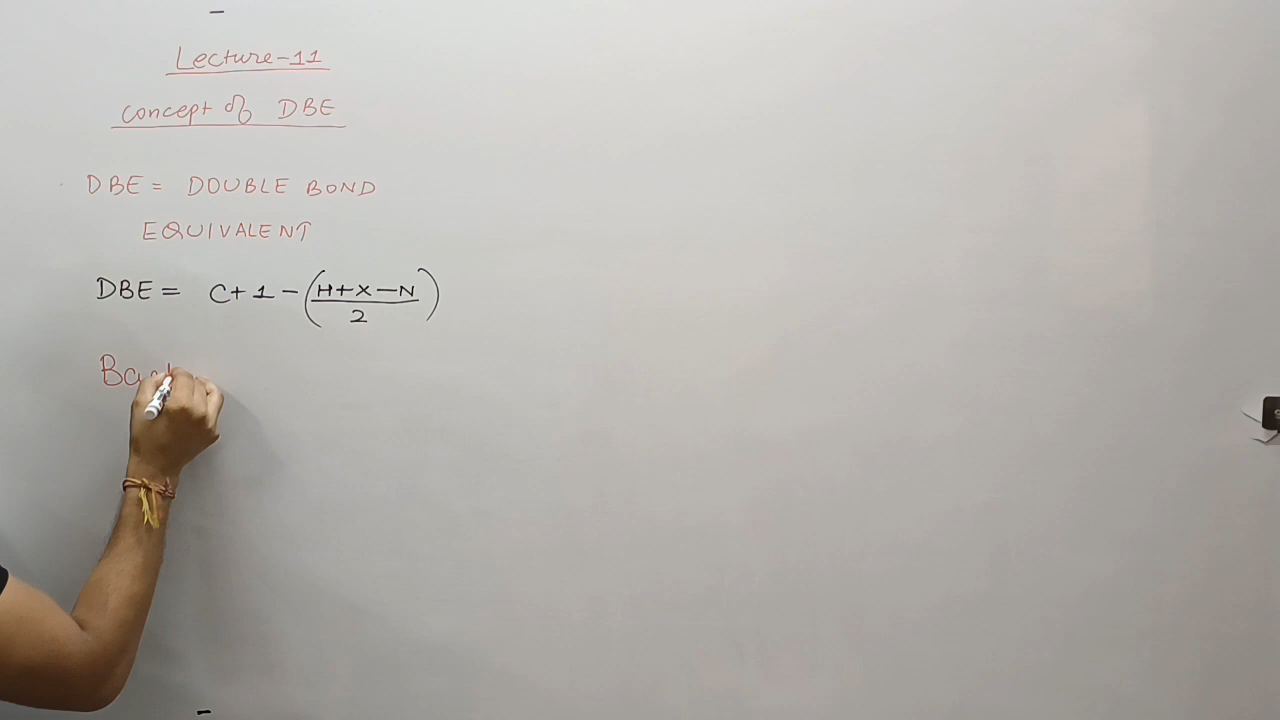 Lecture-11
Concept of DBE
DBE = DOUBLE BOND
EQUIVALENT
DBE = C+1-(H+X-N/2)